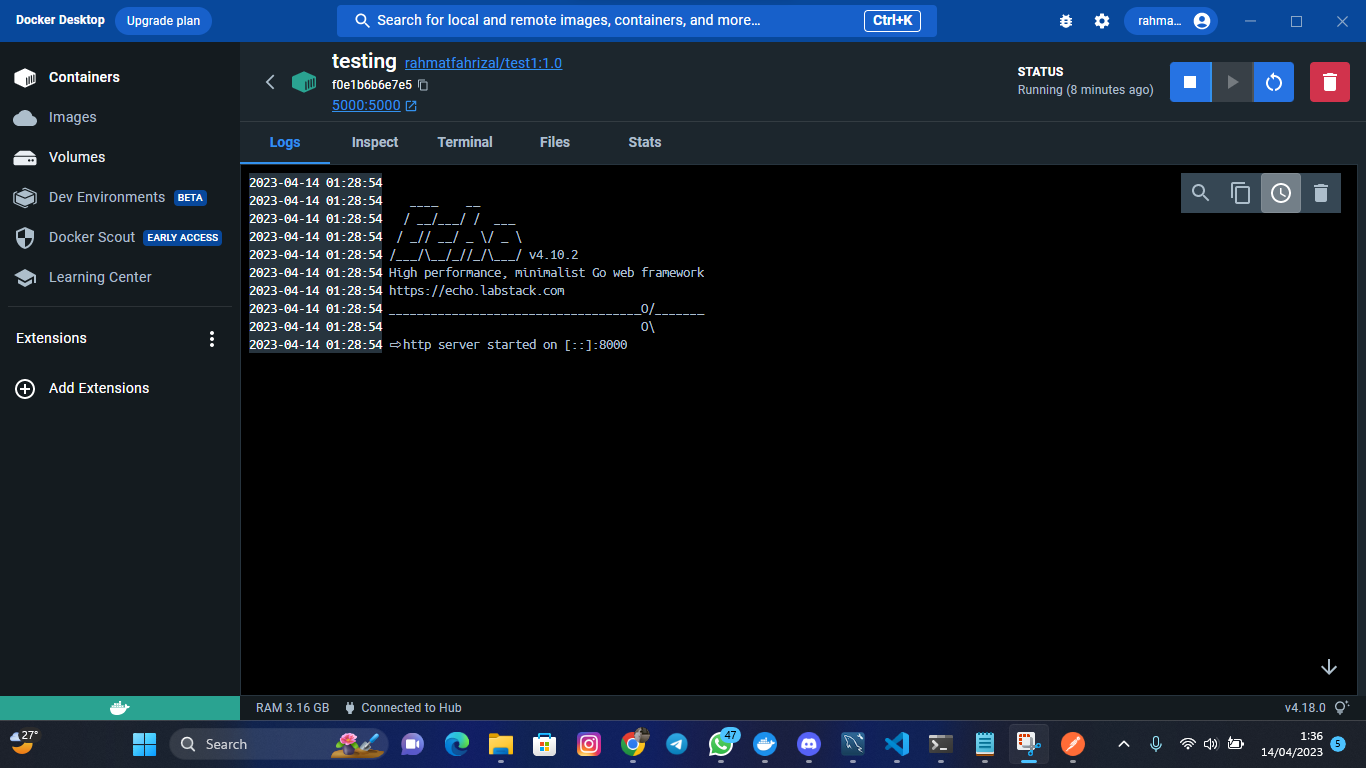 Docker Desktop Upgrade plan Search for local and remote images, containers, and more... Ctrl+K rahma...
Containers
Images
Volumes
Dev Environments BETA
Docker Scout EARLY ACCESS
Learning Center
Extensions
Add Extensions
testing rahmatfahrizal/test1:1.0
f0e1b6b6e7e5
5000:5000
STATUS
Running (8 minutes ago)
Logs Inspect Terminal Files Stats
2023-04-14 01:28:54
2023-04-14 01:28:54    ____    __
2023-04-14 01:28:54   / __/___/ /  ___
2023-04-14 01:28:54  / _// __/ _ \/ _ \
2023-04-14 01:28:54 /___/\__/_//_/\___/ v4.10.2
2023-04-14 01:28:54 High performance, minimalist Go web framework
2023-04-14 01:28:54 https://echo.labstack.com
2023-04-14 01:28:54 ____________________________________O/_______
2023-04-14 01:28:54                                     O\
2023-04-14 01:28:54 ⇨ http server started on [::]:8000
RAM 3.16 GB Connected to Hub v4.18.0
27° Search 47 1:36
14/04/2023 5